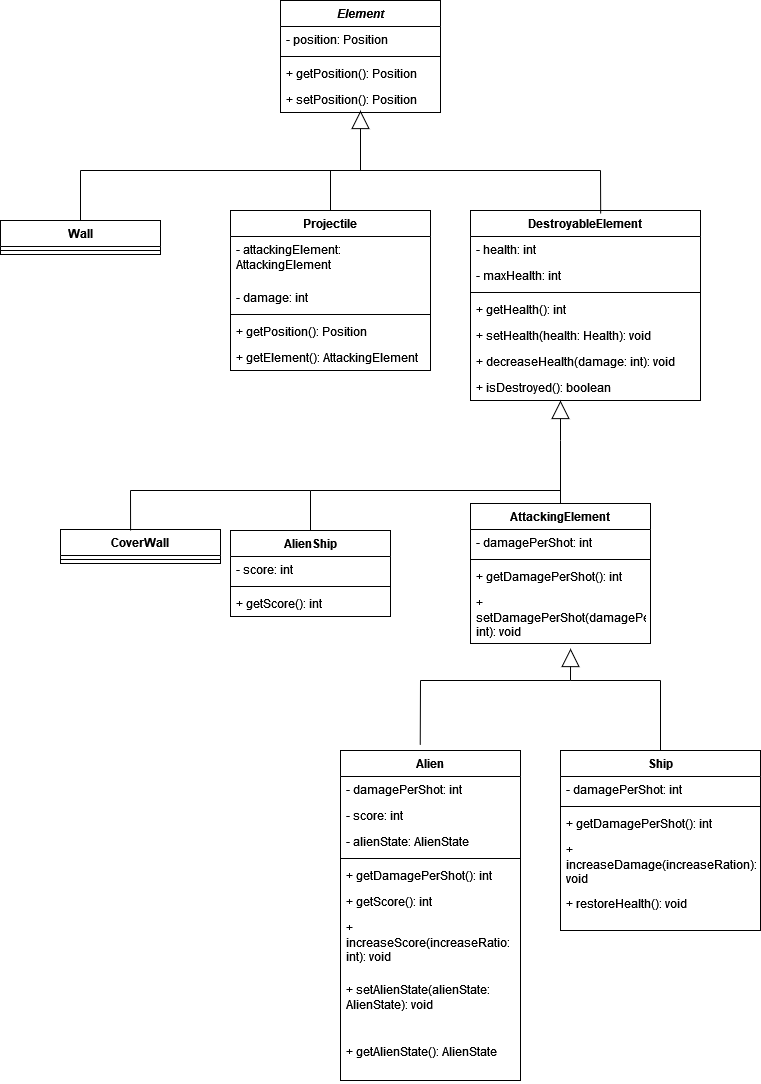 Element
- position: Position
+ getPosition(): Position
+ setPosition(): Position
Wall
Projectile
- attackingElement:
AttackingElement
- damage: int
+ getPosition(): Position
+ getElement(): AttackingElement
DestroyableElement
- health: int
- maxHealth: int
+ getHealth(): int
+ setHealth(health: Health): void
+ decreaseHealth(damage: int): void
+ isDestroyed(): boolean
CoverWall
AlienShip
- score: int
+ getScore(): int
AttackingElement
- damagePerShot: int
+ getDamagePerShot(): int
+
setDamagePerShot(damagePe
int): void
Alien
- damagePerShot: int
- score: int
- alienState: AlienState
+ getDamagePerShot(): int
+ getScore(): int
+
increaseScore(increaseRatio:
int): void
+ setAlienState(alienState:
AlienState): void
+ getAlienState(): AlienState
Ship
- damagePerShot: int
+ getDamagePerShot(): int
+
increaseDamage(increaseRation):
void
+ restoreHealth(): void